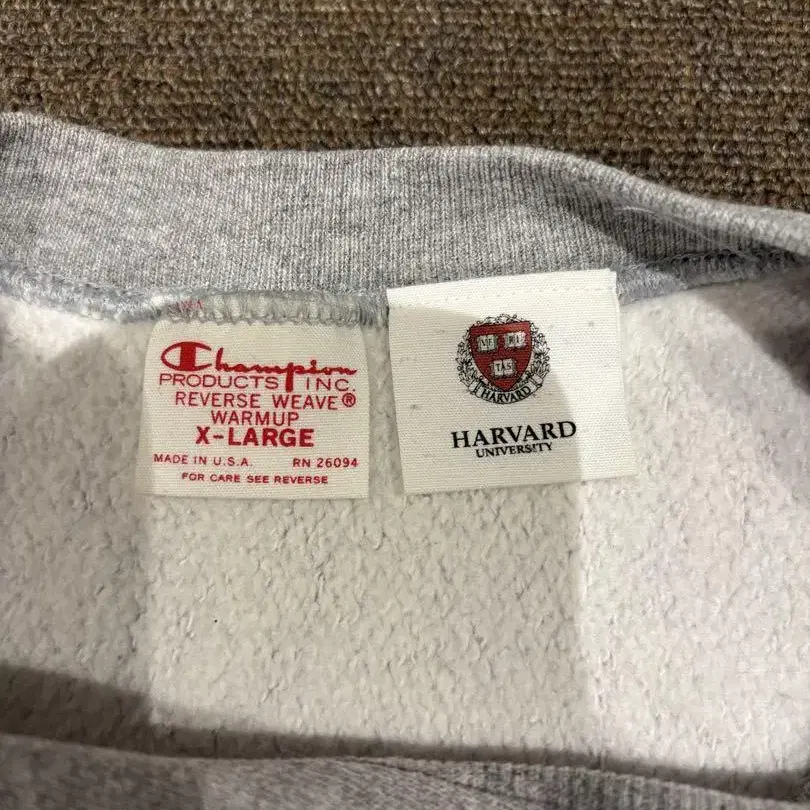 Champion
PRODUCTS INC.
REVERSE WEAVE®
WARMUP
X-LARGE
MADE IN U.S.A. RN 26094
FOR CARE SEE REVERSE
VE RI
TAS
HARVARD
HARVARD
UNIVERSITY